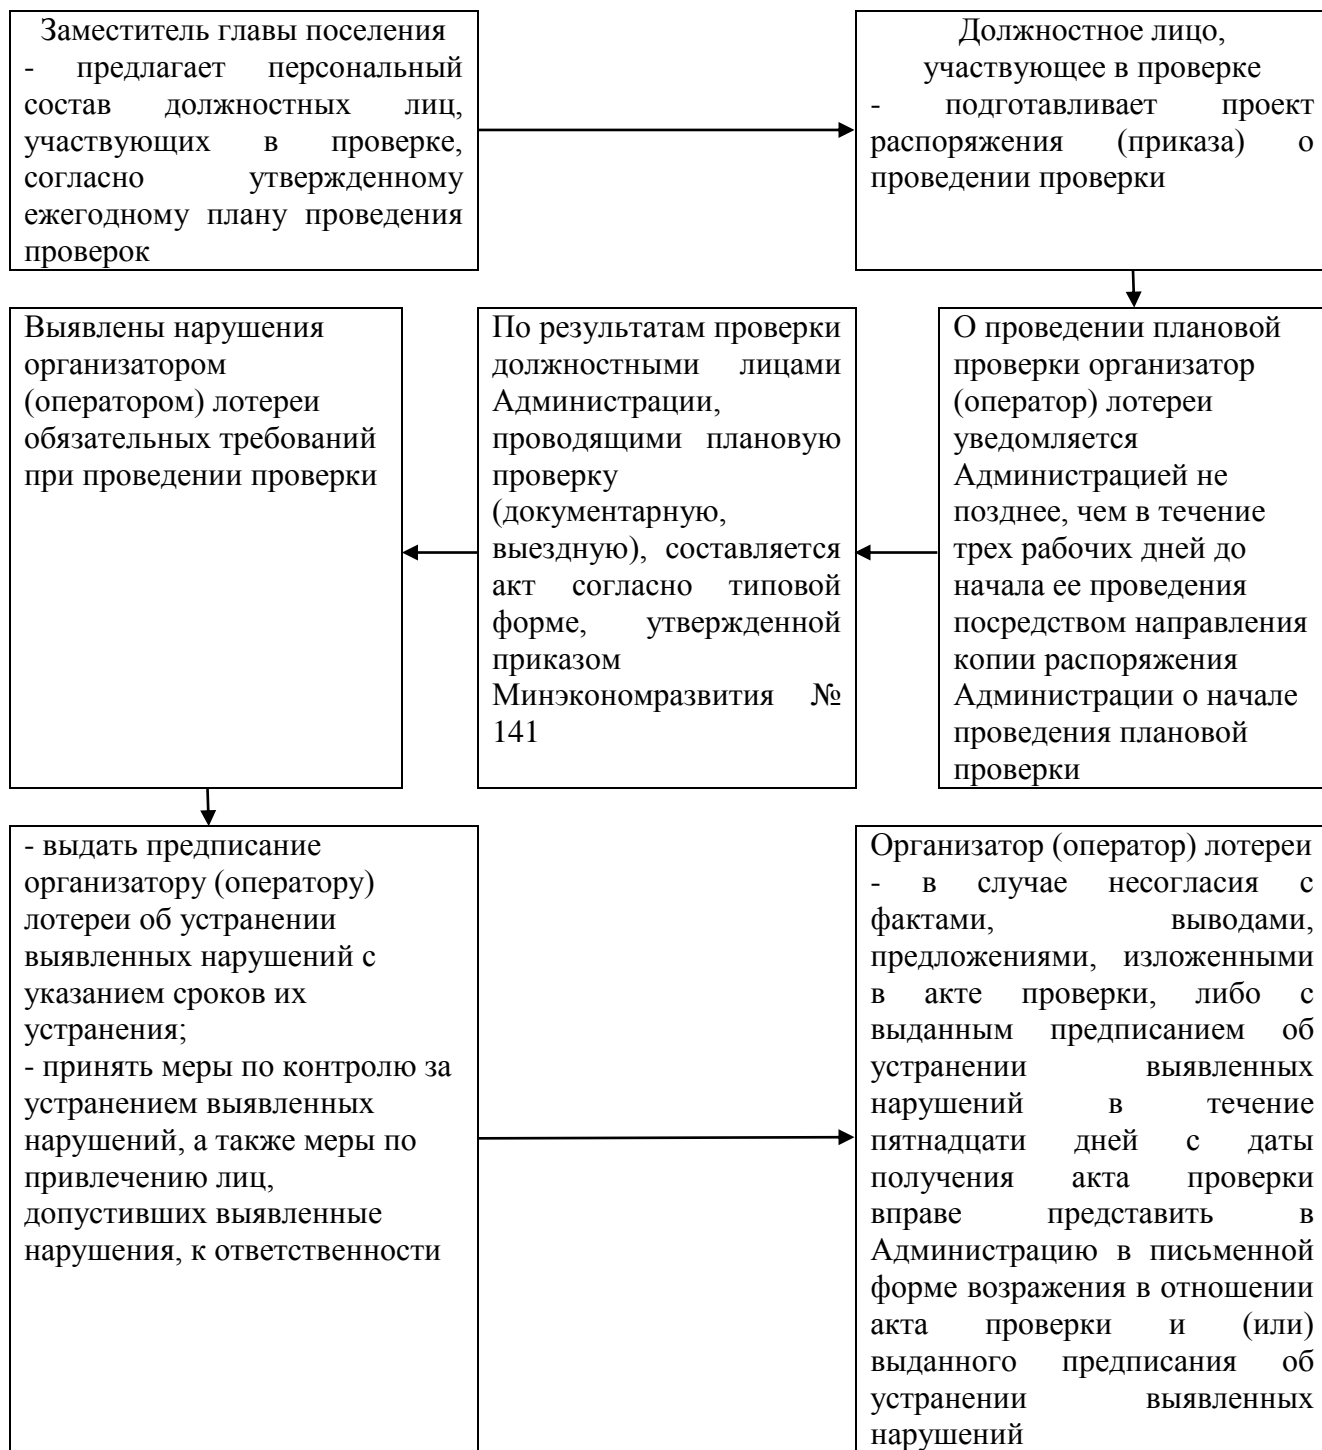 Заместитель главы поселения
- предлагает персональный
состав должностных лиц,
участвующих в проверке,
согласно утвержденному
ежегодному плану проведения
проверок
Должностное лицо,
участвующее в проверке
- подготавливает проект
распоряжения (приказа) о
проведении проверки
О проведении плановой
проверки организатор
(оператор) лотереи
уведомляется
Администрацией не
позднее, чем в течение
трех рабочих дней до
начала ее проведения
посредством направления
копии распоряжения
Администрации о начале
проведения плановой
проверки
По результатам проверки
должностными лицами
Администрации,
проводящими плановую
проверку
(документарную,
выездную), составляется
акт согласно типовой
форме, утвержденной
приказом
Минэкономразвития №
141
Выявлены нарушения
организатором
(оператором) лотереи
обязательных требований
при проведении проверки
- выдать предписание
организатору (оператору)
лотереи об устранении
выявленных нарушений с
указанием сроков их
устранения;
- принять меры по контролю за
устранением выявленных
нарушений, а также меры по
привлечению лиц,
допустивших выявленные
нарушения, к ответственности
Организатор (оператор) лотереи
- в случае несогласия с
фактами, выводами,
предложениями, изложенными
в акте проверки, либо с
выданным предписанием об
устранении выявленных
нарушений в течение
пятнадцати дней с даты
получения акта проверки
вправе представить в
Администрацию в письменной
форме возражения в отношении
акта проверки и (или)
выданного предписания об
устранении выявленных
нарушений